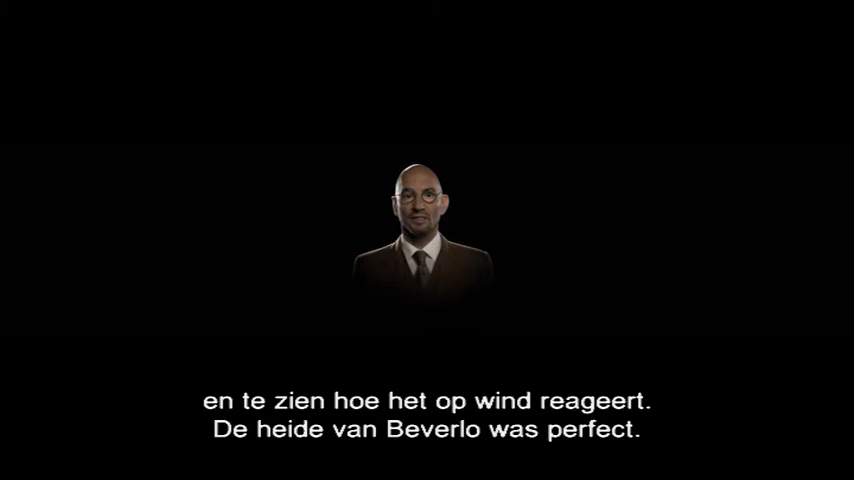 en te zien hoe het op wind reageert.
De heide van Beverlo was perfect.